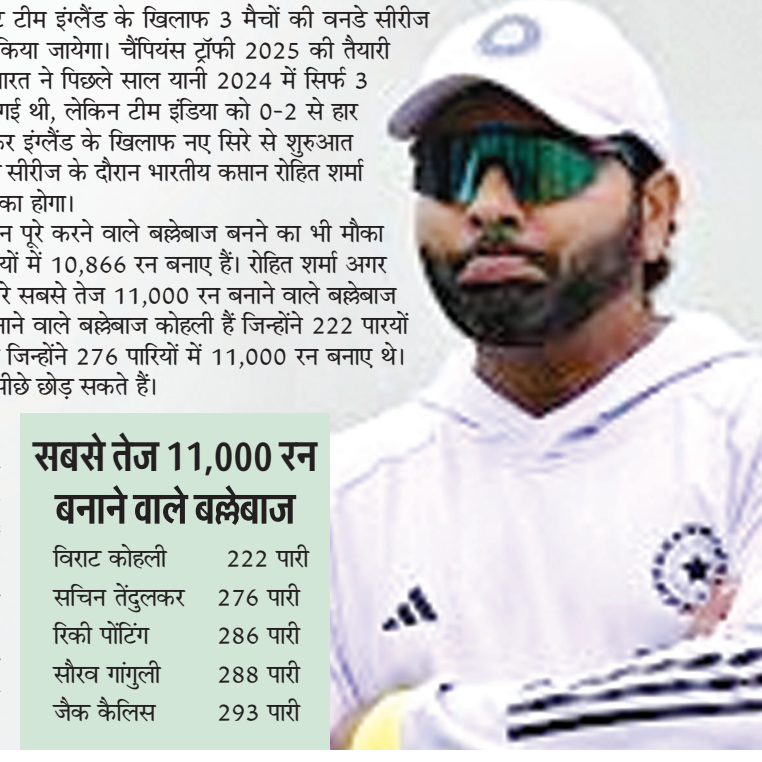 टीम इंग्लैंड के खिलाफ 3 मैचों की वनडे सीरीज
किया जायेगा। चैंपियंस ट्रॉफी 2025 की तैयारी
भारत ने पिछले साल यानी 2024 में सिर्फ 3
गई थी, लेकिन टीम इंडिया को 0-2 से हार
इंग्लैंड के खिलाफ नए सिरे से शुरुआत
सीरीज के दौरान भारतीय कप्तान रोहित शर्मा
होगा।
पूरे करने वाले बल्लेबाज बनने का भी मौका
में 10,866 रन बनाए हैं। रोहित शर्मा अगर
सबसे तेज 11,000 रन बनाने वाले बल्लेबाज
वाले बल्लेबाज कोहली हैं जिन्होंने 222 पारयों
जिन्होंने 276 पारियों में 11,000 रन बनाए थे।
पीछे छोड़ सकते हैं।
सबसे तेज 11,000 रन
बनाने वाले बल्लेबाज
विराट कोहली 222 पारी
सचिन तेंदुलकर 276 पारी
रिकी पोंटिंग 286 पारी
सौरव गांगुली 288 पारी
जैक कैलिस 293 पारी